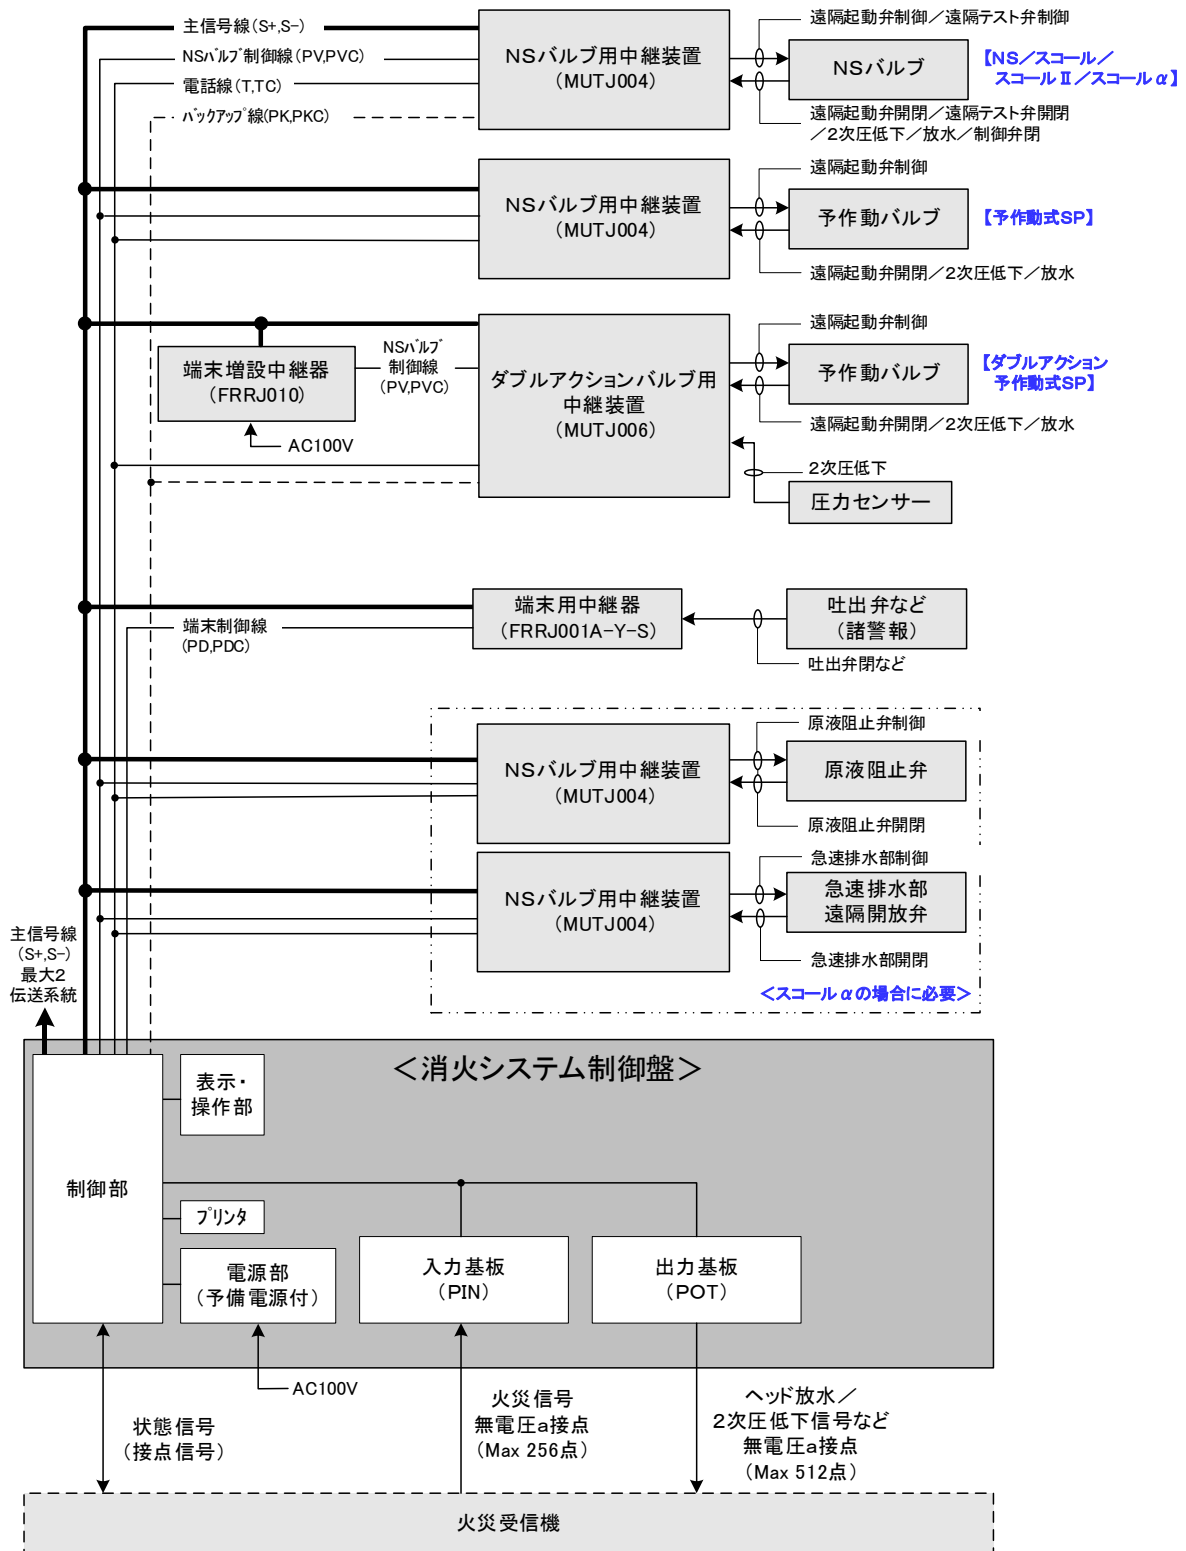 主信号線(S+,S-)
NSバルブ制御線(PV,PVC)
電話線(T,TC)
バックアップ線(PK,PKC)
NSバルブ用中継装置
(MUTJ004)
遠隔起動弁制御／遠隔テスト弁制御
NSバルブ
【NS／スコール／
スコールⅡ／スコールα】
遠隔起動弁開閉／遠隔テスト弁開閉
／2次圧低下／放水／制御弁閉
NSバルブ用中継装置
(MUTJ004)
遠隔起動弁制御
予作動バルブ
【予作動式SP】
遠隔起動弁開閉／2次圧低下／放水
端末増設中継器
(FRRJ010)
AC100V
NSバルブ
制御線
(PV,PVC)
ダブルアクションバルブ用
中継装置
(MUTJ006)
遠隔起動弁制御
予作動バルブ
【ダブルアクション
予作動式SP】
遠隔起動弁開閉／2次圧低下／放水
2次圧低下
圧力センサー
端末制御線
(PD,PDC)
端末用中継器
(FRRJ001A-Y-S)
吐出弁など
(諸警報)
吐出弁閉など
NSバルブ用中継装置
(MUTJ004)
原液阻止弁制御
原液阻止弁
原液阻止弁開閉
NSバルブ用中継装置
(MUTJ004)
急速排水部制御
急速排水部
遠隔開放弁
急速排水部開閉
＜スコールαの場合に必要＞
主信号線
(S+,S-)
最大2
伝送系統
＜消火システム制御盤＞
制御部
表示・
操作部
プリンタ
電源部
(予備電源付)
入力基板
(PIN)
出力基板
(POT)
AC100V
状態信号
(接点信号)
火災信号
無電圧a接点
(Max 256点)
ヘッド放水／
2次圧低下信号など
無電圧a接点
(Max 512点)
火災受信機